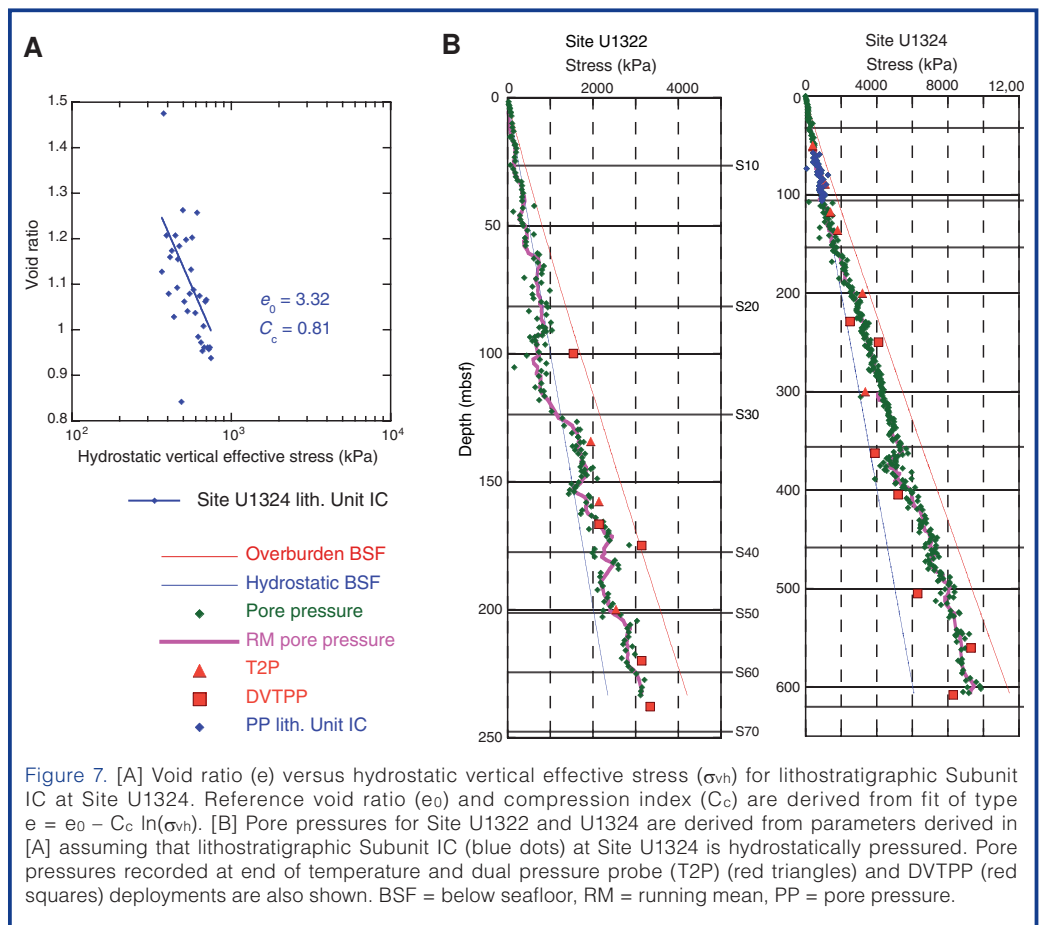 A
1.5
1.4
1.3
1.2
1.1
1
0.9
0.8
Void ratio
e0 = 3.32
Cc = 0.81
10^2
10^3
10^4
Hydrostatic vertical effective stress (kPa)
Site U1324 lith. Unit IC
Overburden BSF
Hydrostatic BSF
Pore pressure
RM pore pressure
T2P
DVTPP
PP lith. Unit IC
B
Site U1322
Stress (kPa)
0
2000
4000
0
50
100
150
200
250
Depth (mbsf)
S10
S20
S30
S40
S50
S60
S70
Site U1324
Stress (kPa)
0
4000
8000
12,00
0
100
200
300
400
500
600
Figure 7. [A] Void ratio (e) versus hydrostatic vertical effective stress (σvh) for lithostratigraphic Subunit
IC at Site U1324. Reference void ratio (e0) and compression index (Cc) are derived from fit of type
e = e0 – Cc ln(σvh). [B] Pore pressures for Site U1322 and U1324 are derived from parameters derived in
[A] assuming that lithostratigraphic Subunit IC (blue dots) at Site U1324 is hydrostatically pressured. Pore
pressures recorded at end of temperature and dual pressure probe (T2P) (red triangles) and DVTPP (red
squares) deployments are also shown. BSF = below seafloor, RM = running mean, PP = pore pressure.